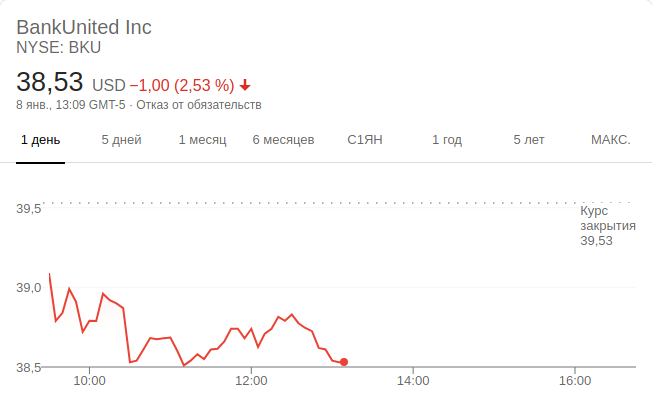 BankUnited Inc
NYSE: BKU
38,53 USD −1,00 (2,53 %)
8 янв., 13:09 GMT-5 · Отказ от обязательств
1 день 5 дней 1 месяц 6 месяцев С1ЯН 1 год 5 лет МАКС.
39,5
Курс
закрытия
39,53
39,0
38,5
10:00 12:00 14:00 16:00